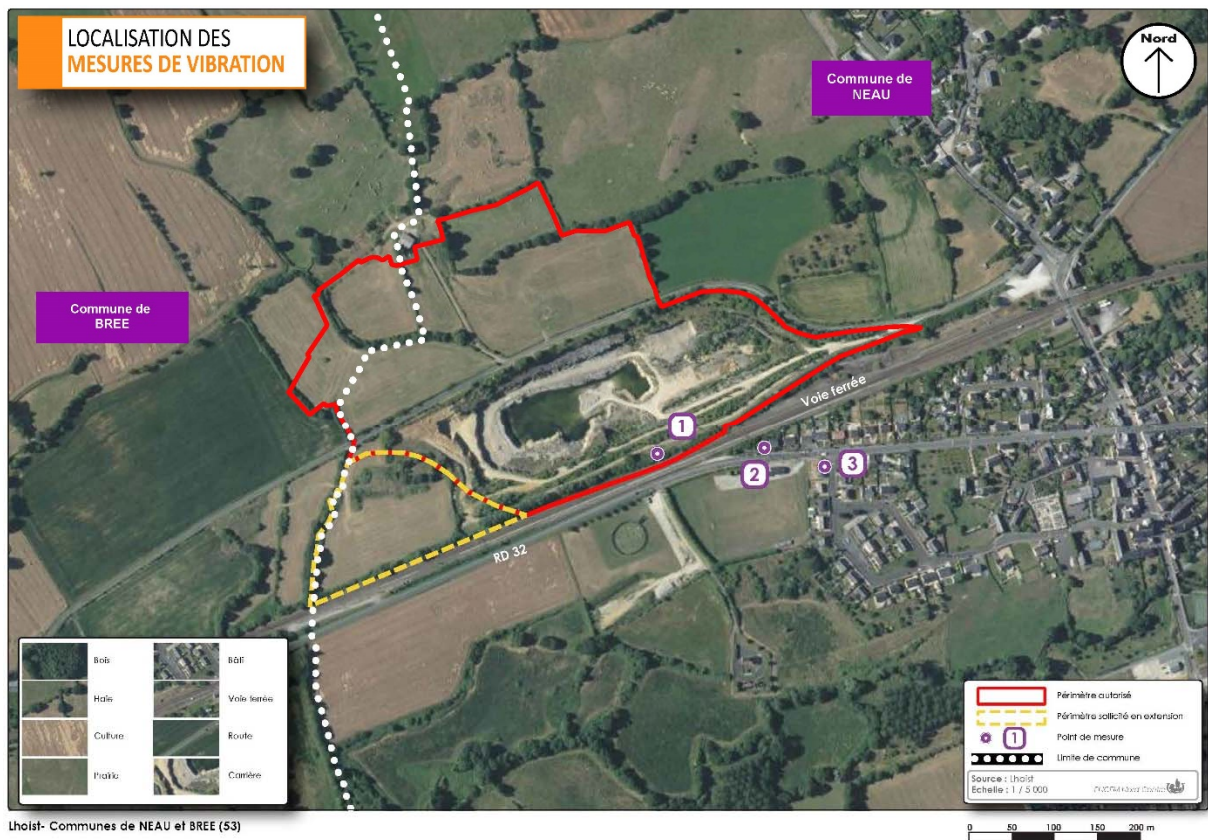 LOCALISATION DES
MESURES DE VIBRATION
Nord
Commune de
NEAU
Commune de
BREE
Voie ferrée
1
2
3
RD 32
Bois
Bâti
Haie
Voie ferrée
Culture
Route
Prairie
Carrière
Périmètre autorisé
Périmètre sollicité en extension
1
Point de mesure
Limite de commune
Source : Lhoist
Echelle : 1 / 5 000
Lhoist- Communes de NEAU et BREE (53)
0 50 100 150 200 m